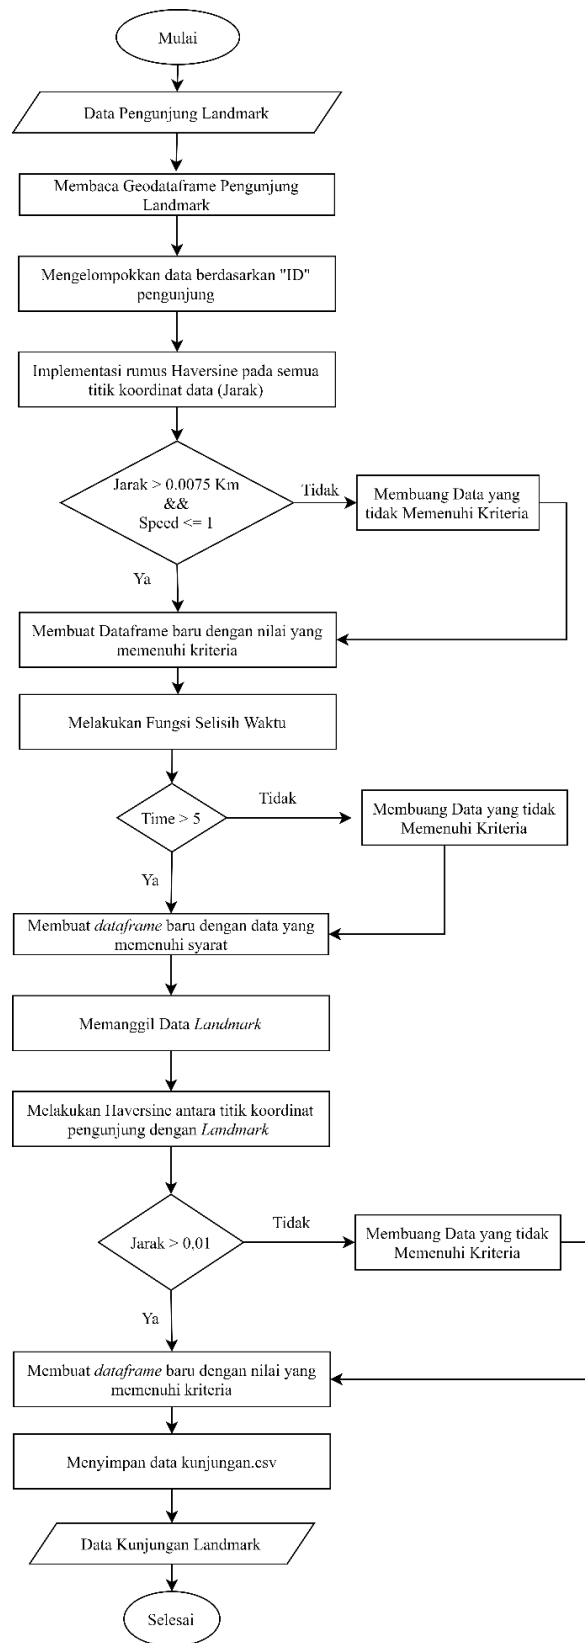 Mulai
Data Pengunjung Landmark
Membaca Geodataframe Pengunjung
Landmark
Mengelompokkan data berdasarkan "ID"
pengunjung
Implementasi rumus Haversine pada semua
titik koordinat data (Jarak)
Jarak > 0.0075 Km
&&
Speed <= 1
Tidak
Membuang Data yang
tidak Memenuhi Kriteria
Ya
Membuat Dataframe baru dengan nilai yang
memenuhi kriteria
Melakukan Fungsi Selisih Waktu
Time > 5
Tidak
Membuang Data yang tidak
Memenuhi Kriteria
Ya
Membuat dataframe baru dengan data yang
memenuhi syarat
Memanggil Data Landmark
Melakukan Haversine antara titik koordinat
pengunjung dengan Landmark
Jarak > 0,01
Tidak
Membuang Data yang tidak
Memenuhi Kriteria
Ya
Membuat dataframe baru dengan nilai yang
memenuhi kriteria
Menyimpan data kunjungan.csv
Data Kunjungan Landmark
Selesai